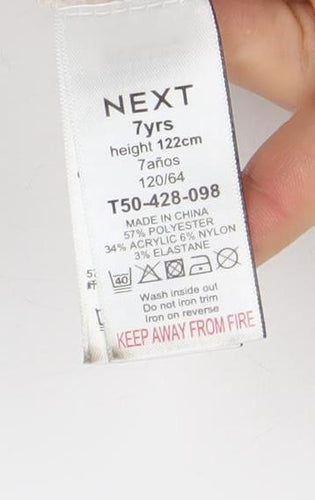 NEXT
7yrs
height 122cm
7años
120/64
T50-428-098
MADE IN CHINA
57% POLYESTER
34% ACRYLIC 6% NYLON
3% ELASTANE
40
Wash inside out
Do not iron trim
Iron on reverse
KEEP AWAY FROM FIRE